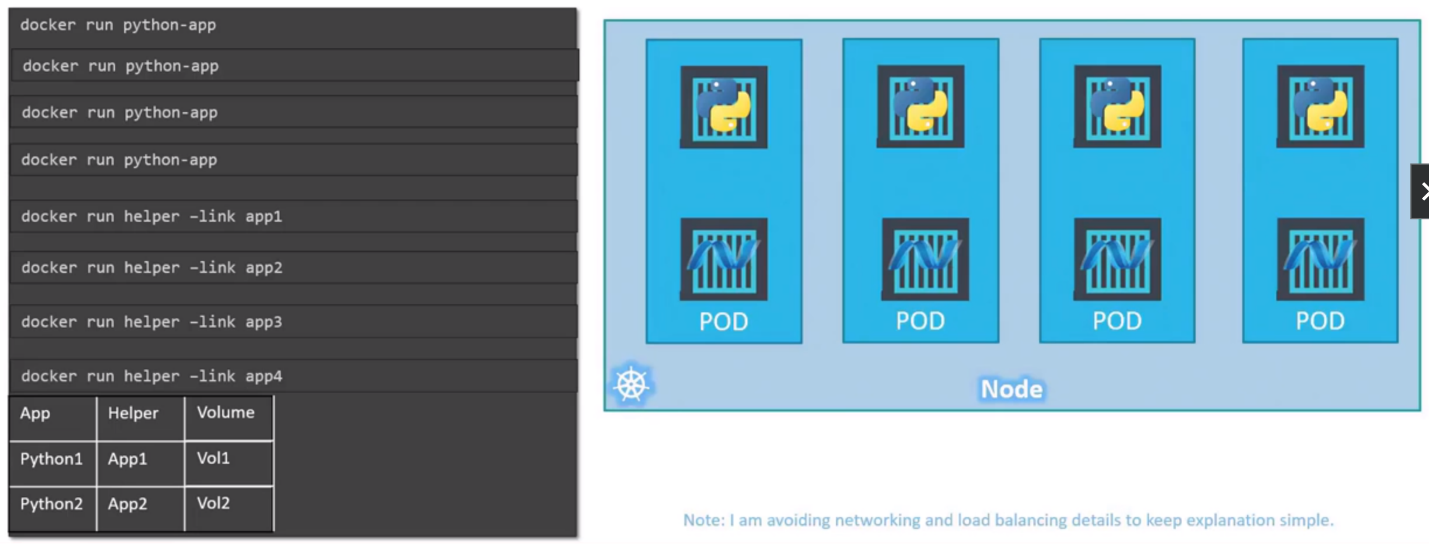 docker run python-app
docker run python-app
docker run python-app
docker run python-app
docker run helper –link app1
docker run helper –link app2
docker run helper –link app3
docker run helper –link app4
App Helper Volume
Python1 App1 Vol1
Python2 App2 Vol2
POD POD POD POD
Node
Note: I am avoiding networking and load balancing details to keep explanation simple.